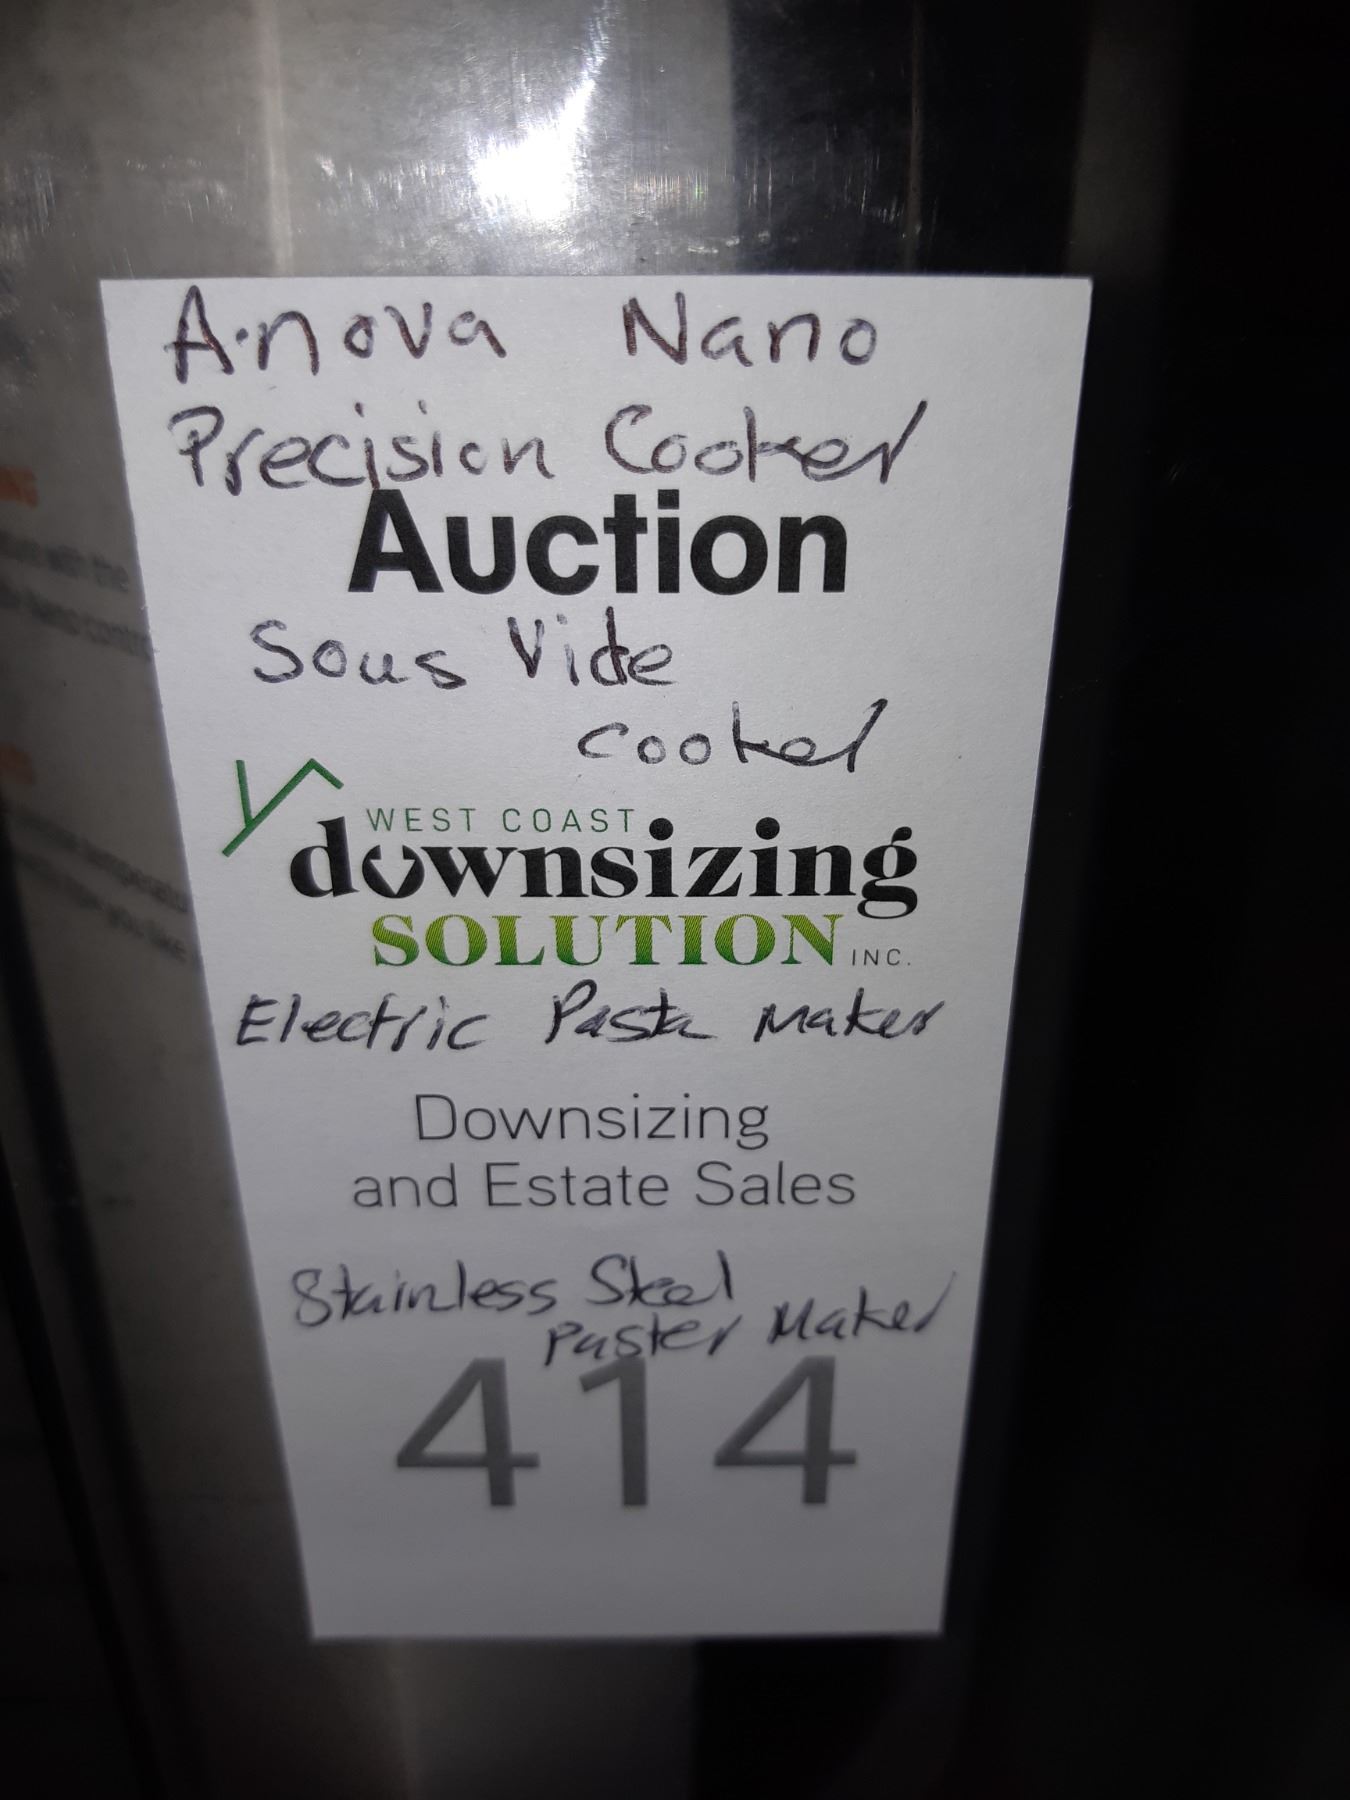 A.nova Nano
Precision Cooker
Auction
Sous Vide
cooker
WEST COAST
downsizing
SOLUTION INC.
Electric Pasta Maker
Downsizing
and Estate Sales
Stainless Steel
Paster Maker
414